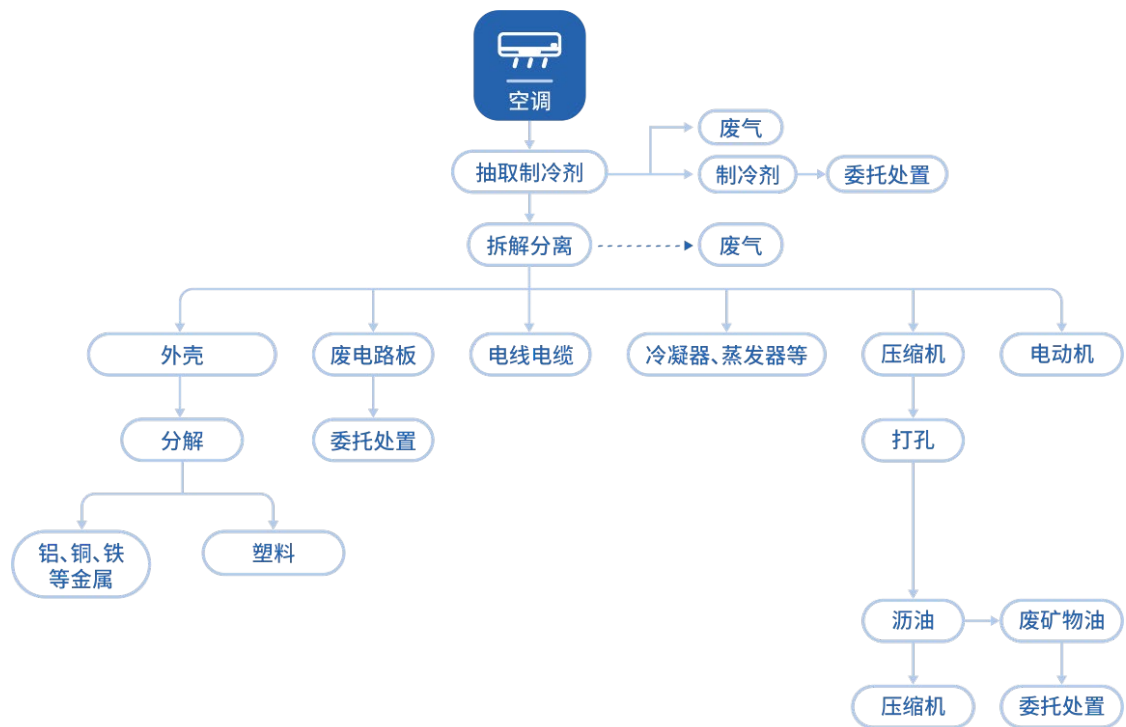 空调
废气
抽取制冷剂
制冷剂
委托处置
拆解分离
废气
外壳
废电路板
电线电缆
冷凝器、蒸发器等
压缩机
电动机
分解
委托处置
打孔
铝、铜、铁
等金属
塑料
沥油
废矿物油
压缩机
委托处置